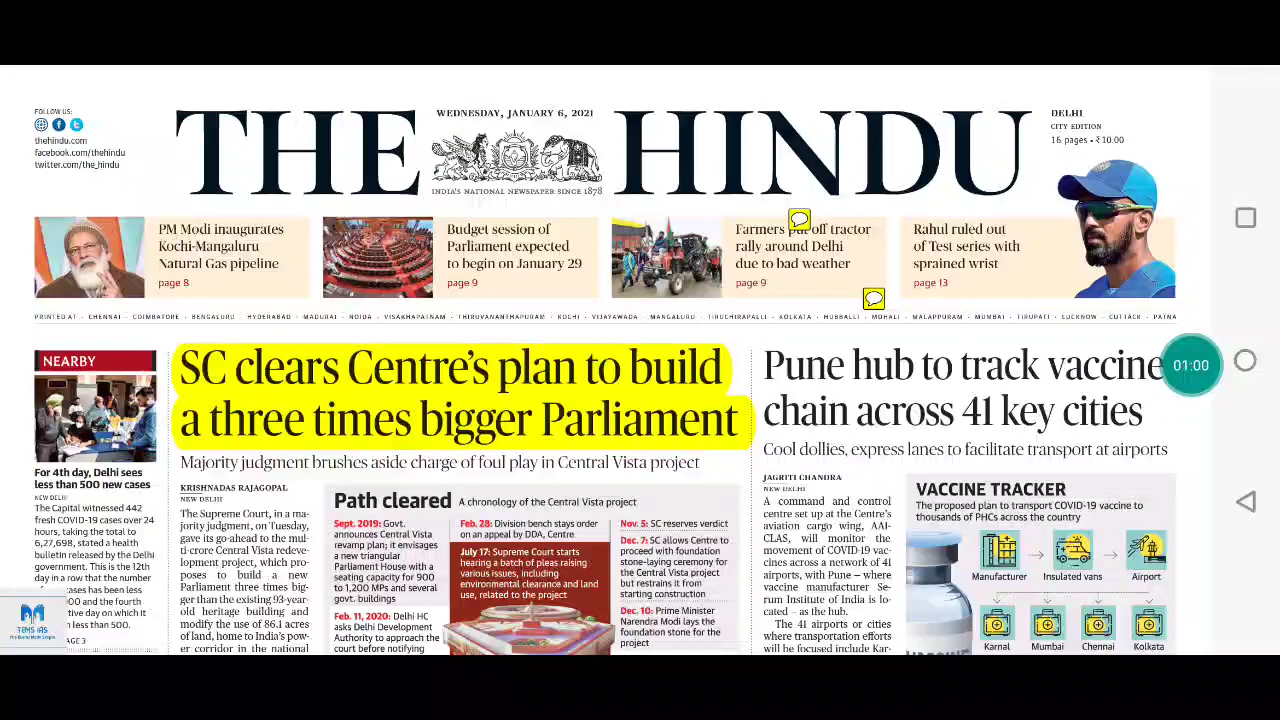 FOLLOW US:
thehindu.com
facebook.com/thehindu
twitter.com/the_hindu
THE HINDU
WEDNESDAY, JANUARY 6, 2021
INDIA'S NATIONAL NEWSPAPER SINCE 1878
DELHI
CITY EDITION
16 pages • ₹10.00
PM Modi inaugurates
Kochi-Mangaluru
Natural Gas pipeline
page 8
Budget session of
Parliament expected
to begin on January 29
page 9
Farmers put off tractor
rally around Delhi
due to bad weather
page 9
Rahul ruled out
of Test series with
sprained wrist
page 13
PRINTED AT • CHENNAI • COIMBATORE • BENGALURU • HYDERABAD • MADURAI • NOIDA • VISAKHAPATNAM • THIRUVANANTHAPURAM • KOCHI • VIJAYAWADA • MANGALURU • TIRUCHIRAPALLI • KOLKATA • HUBBALLI • MOHALI • MALAPPURAM • MUMBAI • TIRUPATI • LUCKNOW • CUTTACK • PATNA
NEARBY
For 4th day, Delhi sees
less than 500 new cases
NEW DELHI
The Capital witnessed 442
fresh COVID-19 cases over 24
hours, taking the total to
6,27,698, stated a health
bulletin released by the Delhi
government. This is the 12th
day in a row that the number
cases has been less
and the fourth
day on which it
less than 500.
PAGE 3
SC clears Centre's plan to build
a three times bigger Parliament
Majority judgment brushes aside charge of foul play in Central Vista project
KRISHNADAS RAJAGOPAL
NEW DELHI
The Supreme Court, in a ma-
jority judgment, on Tuesday,
gave its go-ahead to the mul-
ti-crore Central Vista redeve-
lopment project, which pro-
poses to build a new
Parliament three times big-
ger than the existing 93-year-
old heritage building and
modify the use of 86.1 acres
of land, home to India's pow-
er corridor in the national
Path cleared A chronology of the Central Vista project
Sept. 2019: Govt.
announces Central
Vista revamp plan; it envisages
a new triangular
Parliament House with a
seating capacity for 900
to 1,200 MPs and several
govt. buildings
Feb. 11, 2020: Delhi HC
asks Delhi Development
Authority to approach the
court before notifying
Feb. 28: Division bench stays order
on an appeal by DDA, Centre
July 17: Supreme Court starts
hearing a batch of pleas raising
various issues, including
environmental clearance and land
use, related to the project
Nov. 5: SC reserves verdict
Dec. 7: SC allows Centre to
proceed with foundation
stone-laying ceremony for
the Central Vista project
but restrains it from
starting construction
Dec. 10: Prime Minister
Narendra Modi lays the
foundation stone for the
project
Pune hub to track vaccine
chain across 41 key cities
Cool dollies, express lanes to facilitate transport at airports
JAGRITI CHANDRA
NEW DELHI
A command and control
centre set up at the Centre's
aviation cargo wing, AAI-
CLAS, will monitor the
movement of COVID-19 vac-
cines across a network of 41
airports, with Pune – where
vaccine manufacturer Se-
rum Institute of India is lo-
cated – as the hub.
The 41 airports or cities
where transportation efforts
will be focused include Kar-
VACCINE TRACKER
The proposed plan to transport COVID-19 vaccine to
thousands of PHCs across the country
Manufacturer
Insulated vans
Airport
Karnal
Mumbai
Chennai
Kolkata
VACCINE
01:00